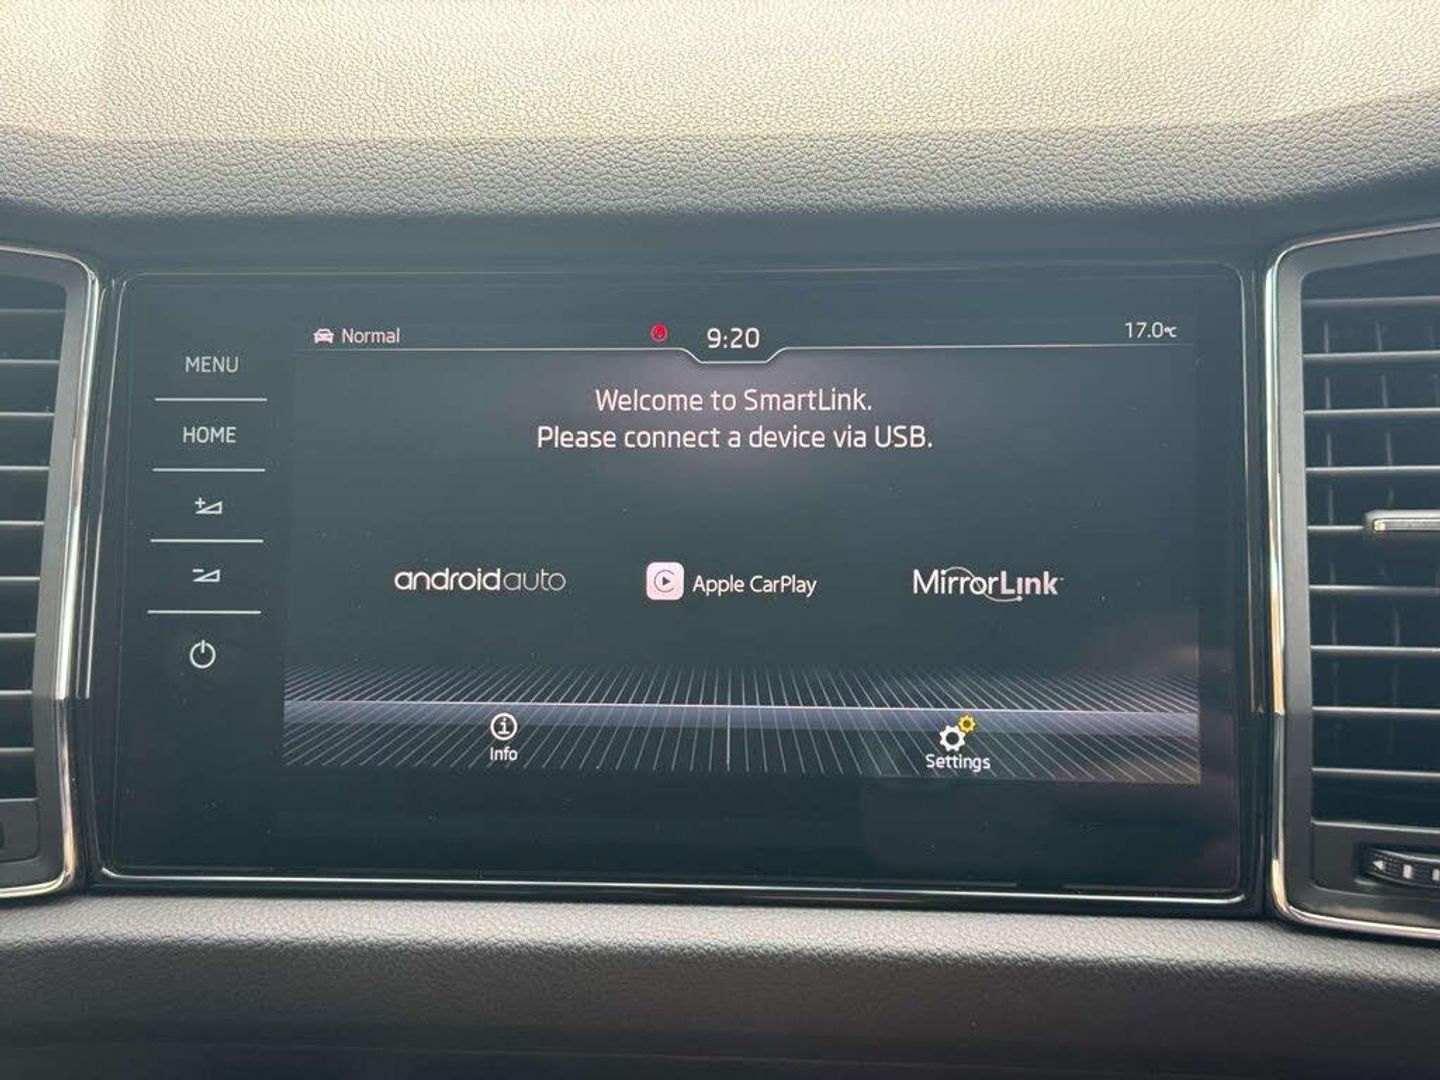 Normal
9:20
17.0°C
MENU
HOME
Welcome to SmartLink.
Please connect a device via USB.
androidauto
Apple CarPlay
MirrorLink™
Info
Settings